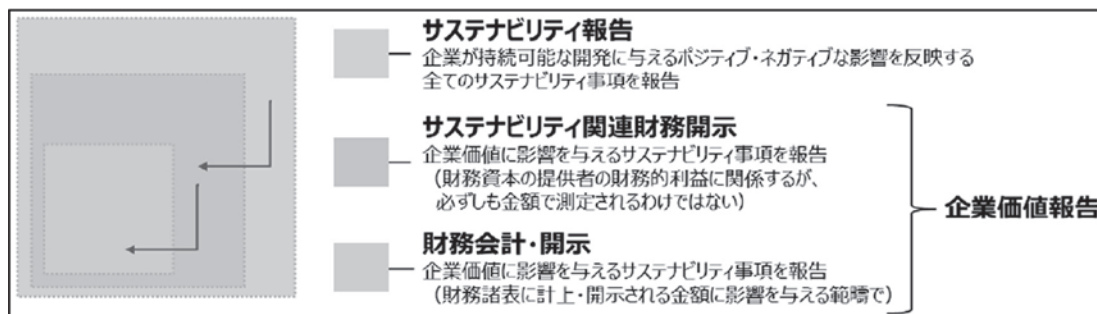 サステナビリティ報告
企業が持続可能な開発に与えるポジティブ・ネガティブな影響を反映する
全てのサステナビリティ事項を報告
サステナビリティ関連財務開示
企業価値に影響を与えるサステナビリティ事項を報告
（財務資本の提供者の財務的利益に関係するが、
必ずしも金額で測定されるわけではない）
企業価値報告
財務会計・開示
企業価値に影響を与えるサステナビリティ事項を報告
（財務諸表に計上・開示される金額に影響を与える範疇で）